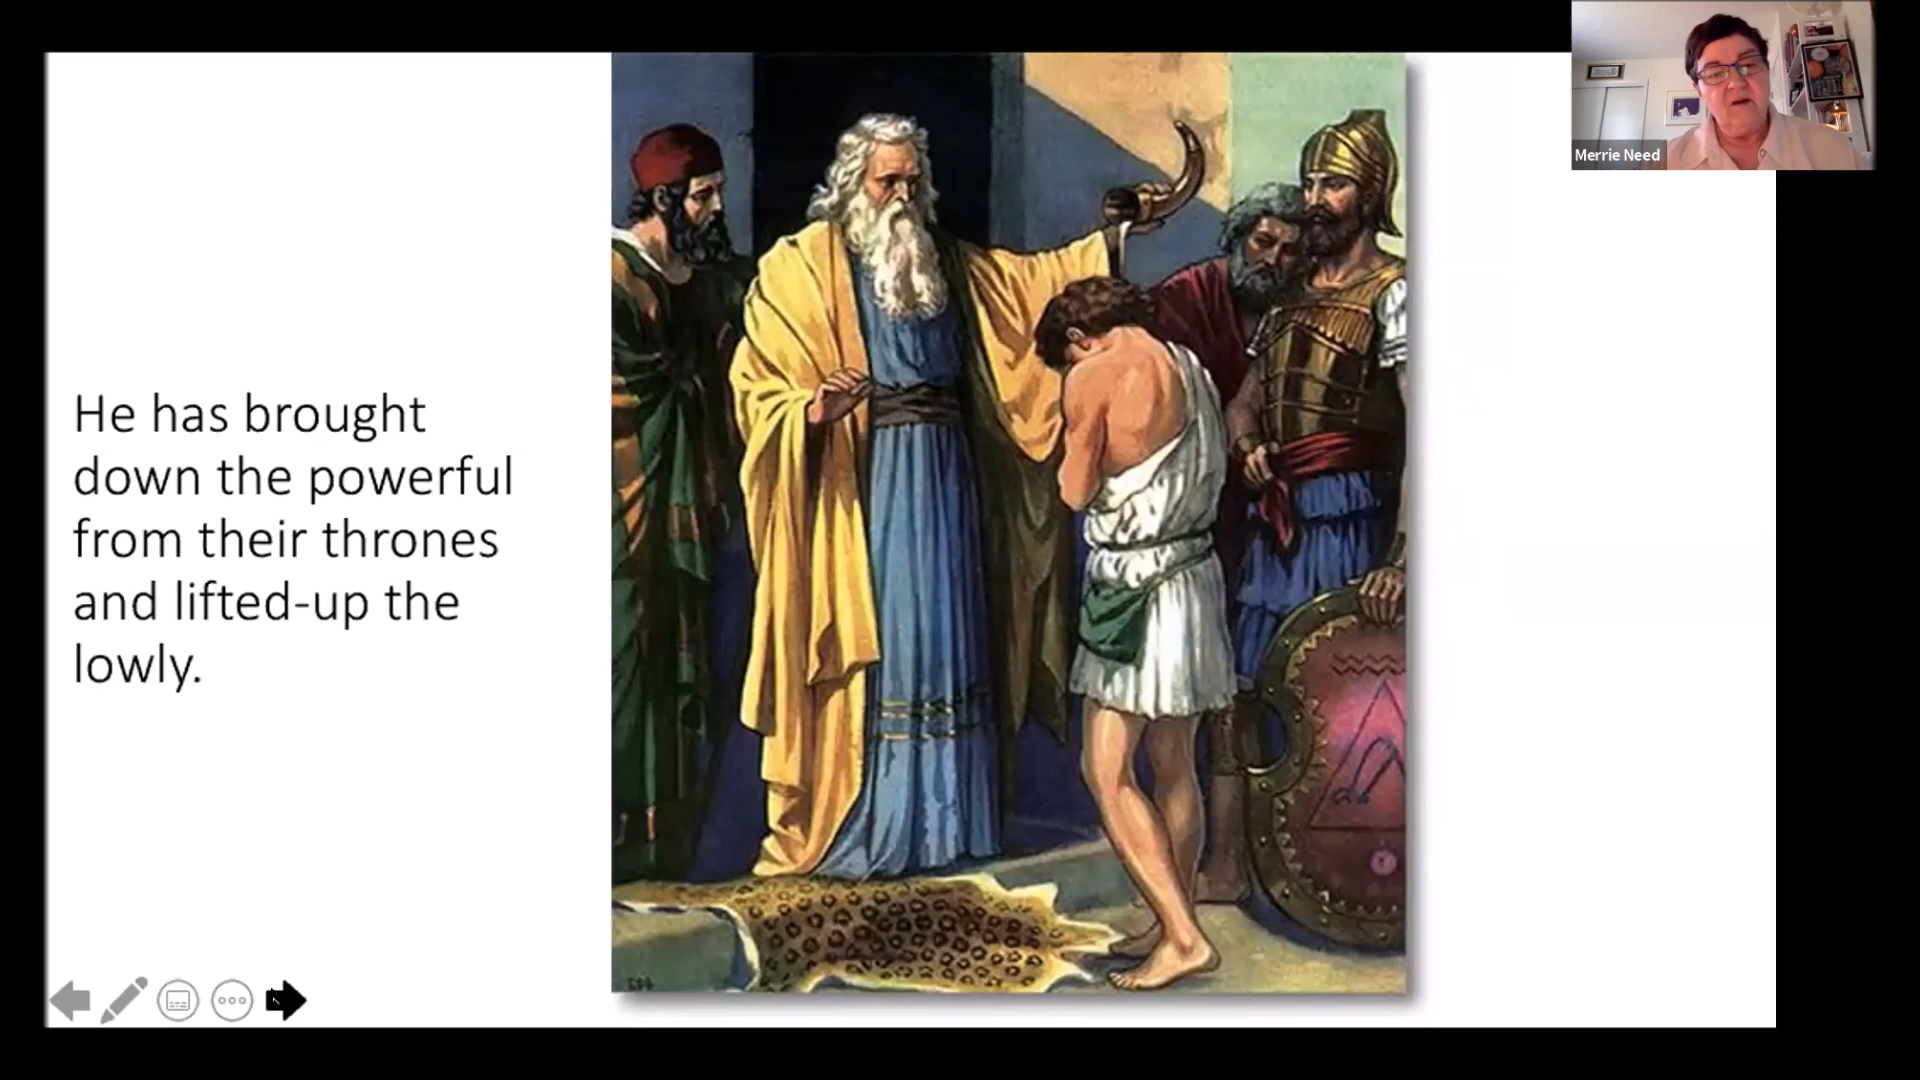 Merrie Need
He has brought
down the powerful
from their thrones
and lifted-up the
lowly.